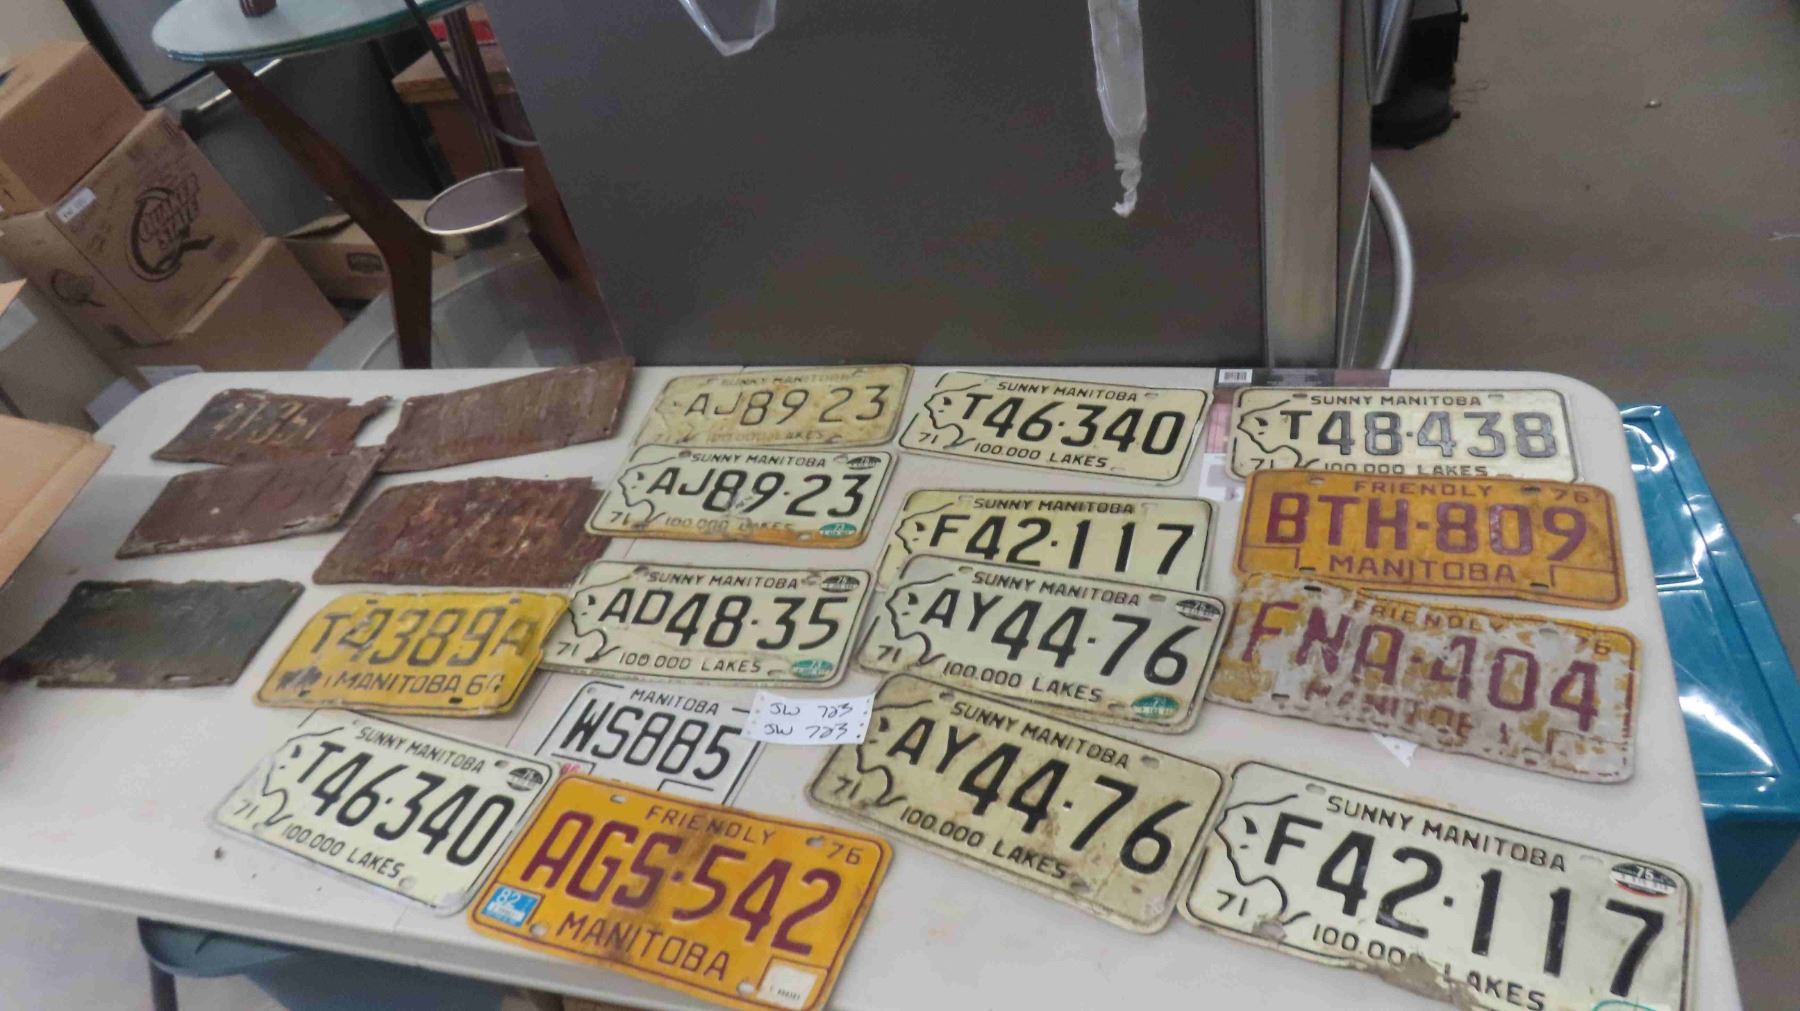 QUAKER
STATE
SUNNY MANITOBA
AJ89 23
100.000 LAKES
SUNNY MANITOBA
T46·340
71
100.000 LAKES
SUNNY MANITOBA
T48·438
71
100.000 LAKES
SUNNY MANITOBA
AJ89·23
71
100.000 LAKES
SUNNY MANITOBA
F42·117
FRIENDLY
76
BTH-809
MANITOBA
SUNNY MANITOBA
AD48·35
71
100.000 LAKES
SUNNY MANITOBA
AY44·76
71
100.000 LAKES
FRIENDLY
76
FNA·404
T4389A
MANITOBA
MANITOBA
WS885
SW 723
SW 723
SUNNY MANITOBA
AY44·76
71
100.000 LAKES
SUNNY MANITOBA
75
T46·340
71
100.000 LAKES
FRIENDLY
76
AGS·542
82
MANITOBA
SUNNY MANITOBA
75
F42·117
71
100.000 LAKES